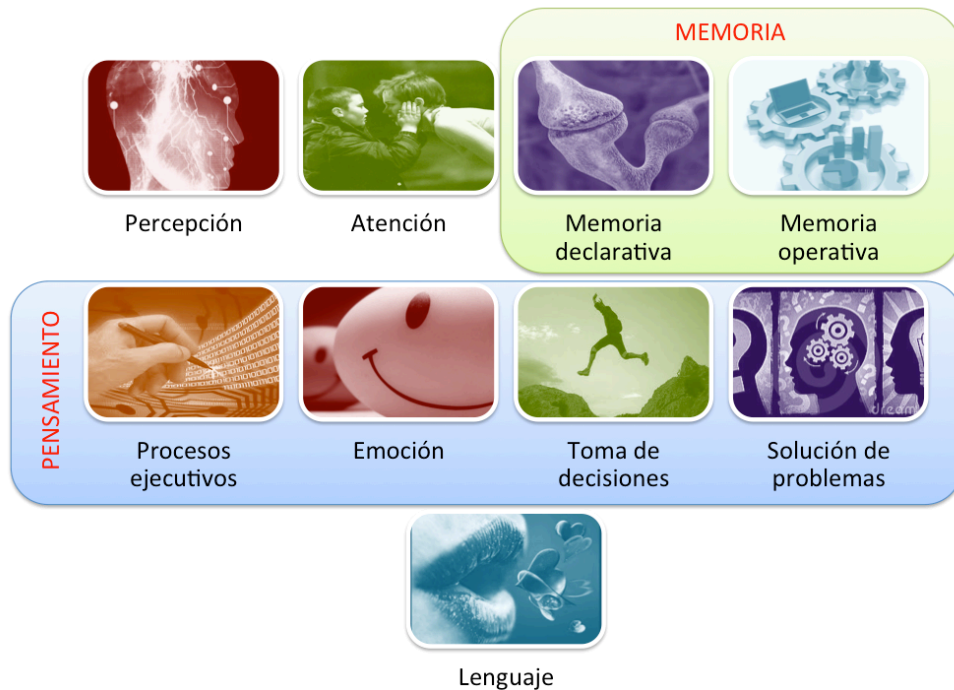 MEMORIA
Percepción
Atención
Memoria
declarativa
Memoria
operativa
PENSAMIENTO
Procesos
ejecutivos
Emoción
Toma de
decisiones
Solución de
problemas
Lenguaje